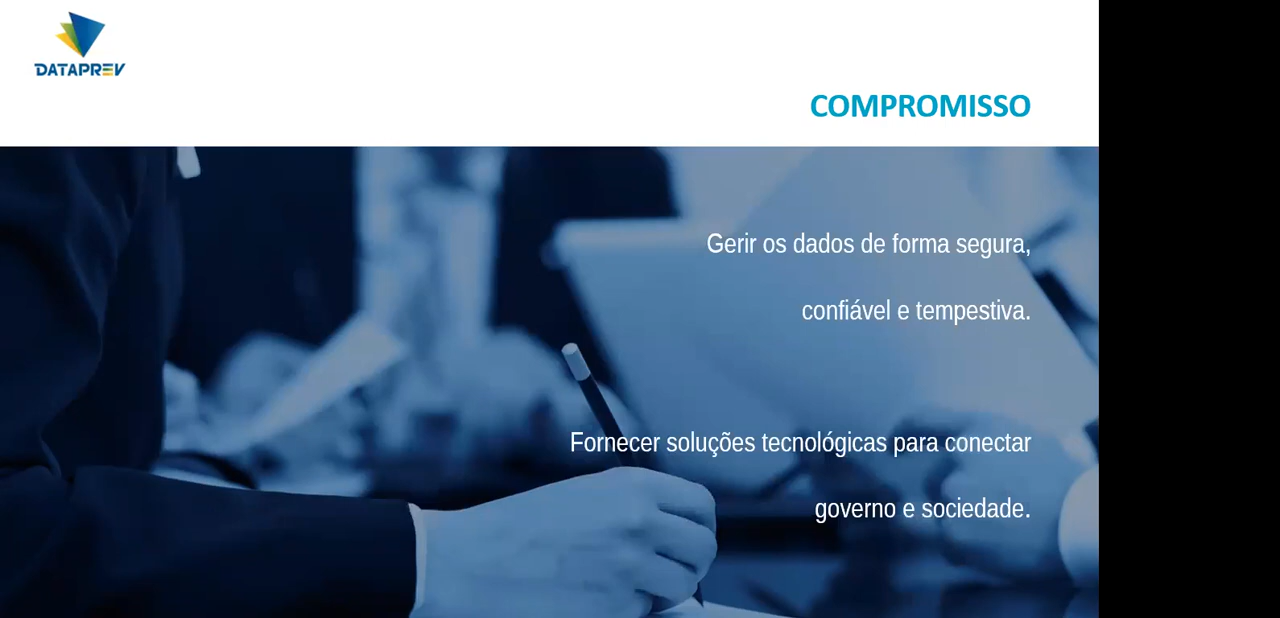 DATAPREV
COMPROMISSO
Gerir os dados de forma segura,
confiável e tempestiva.
Fornecer soluções tecnológicas para conectar
governo e sociedade.